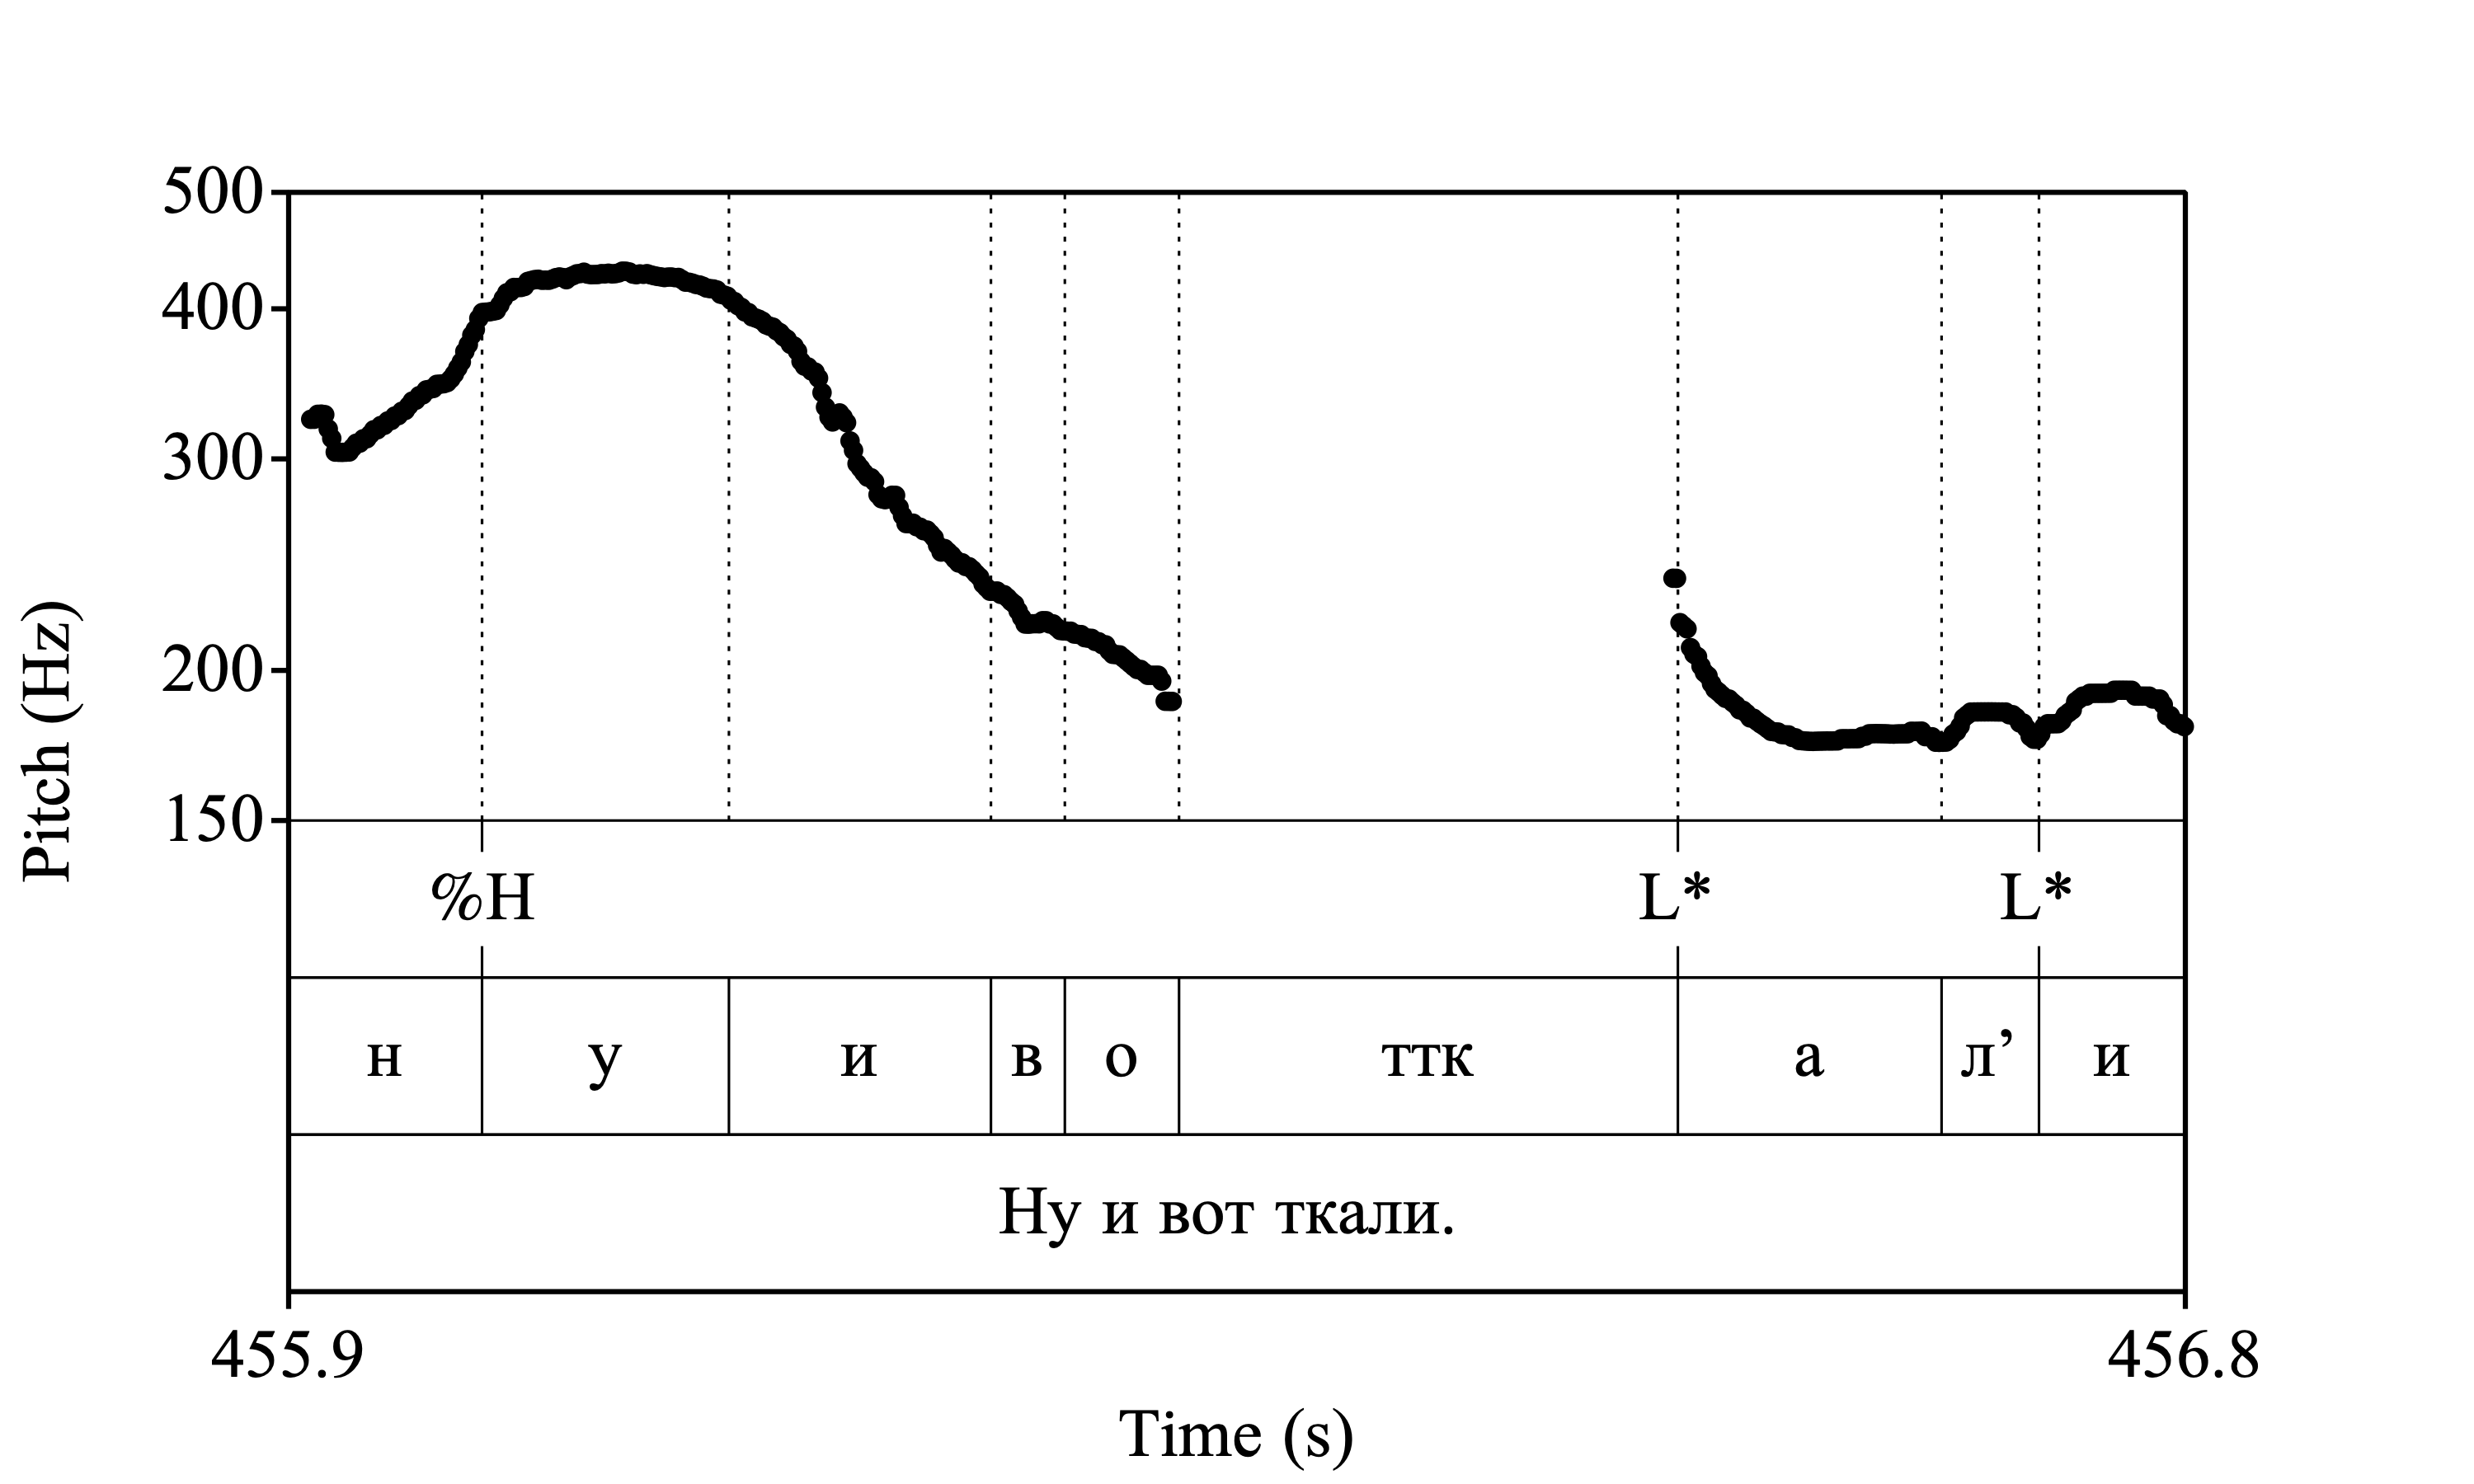 500
400
300
200
150
Pitch (Hz)
%H L* L*
н у и в о ттк а л’ и
Ну и вот ткали.
455.9 456.8
Time (s)